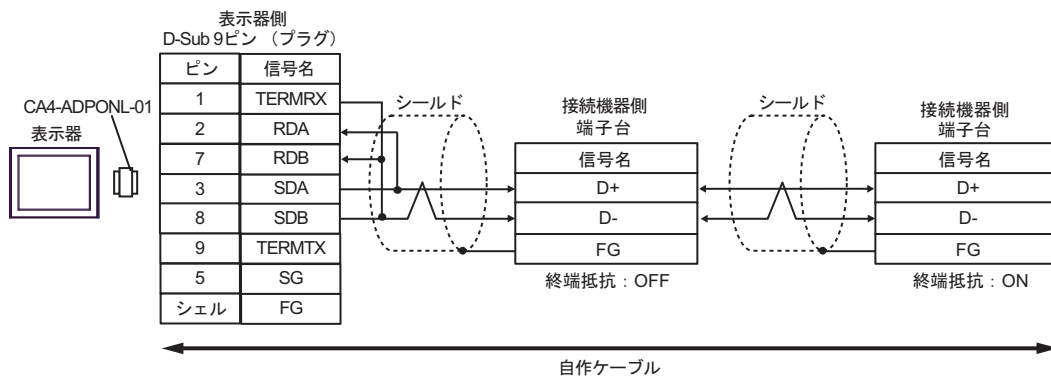 表示器側
D-Sub 9ピン （プラグ）
CA4-ADPONL-01
表示器
ピン 信号名
1 TERMRX
2 RDA
7 RDB
3 SDA
8 SDB
9 TERMTX
5 SG
シェル FG
シールド
接続機器側
端子台
信号名
D+
D-
FG
終端抵抗：OFF
シールド
接続機器側
端子台
信号名
D+
D-
FG
終端抵抗：ON
自作ケーブル